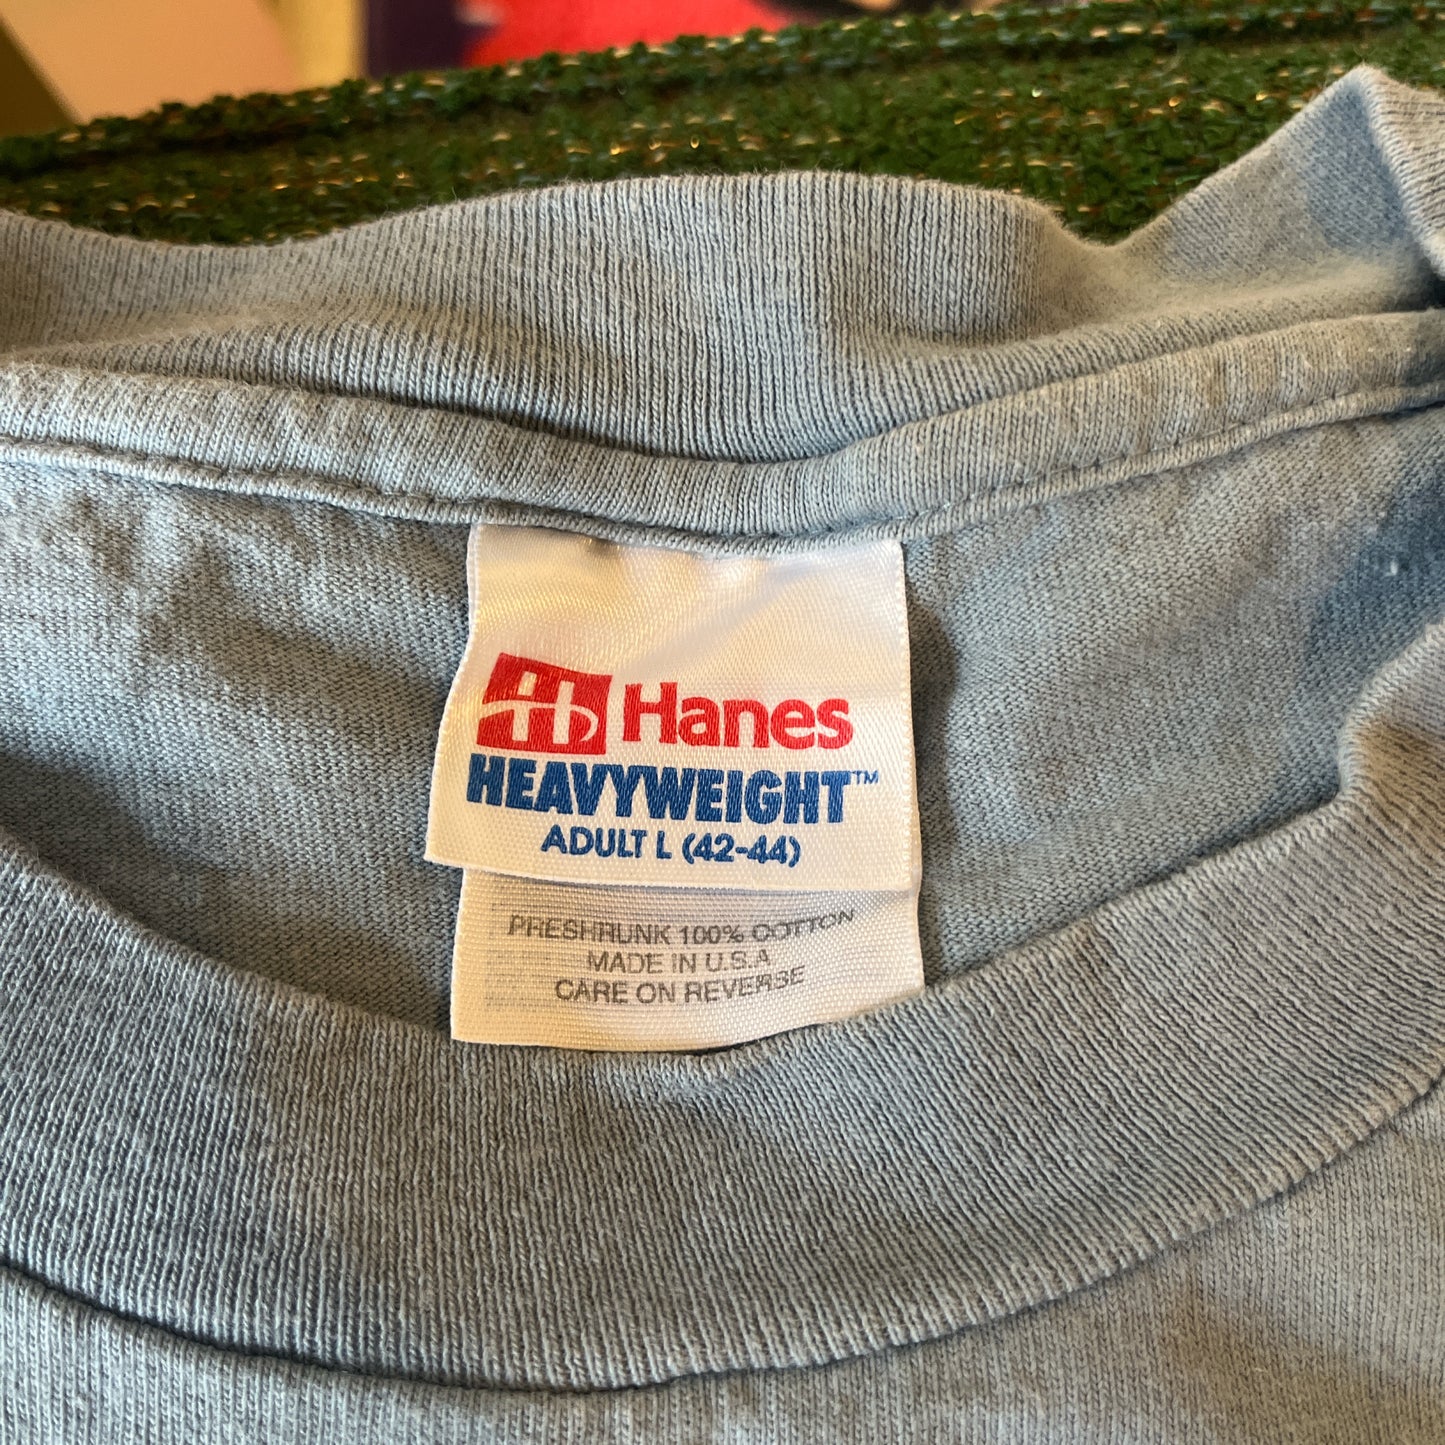 Hanes
HEAVYWEIGHT™
ADULT L (42-44)
PRESHRUNK 100% COTTON
MADE IN U.S.A
CARE ON REVERSE